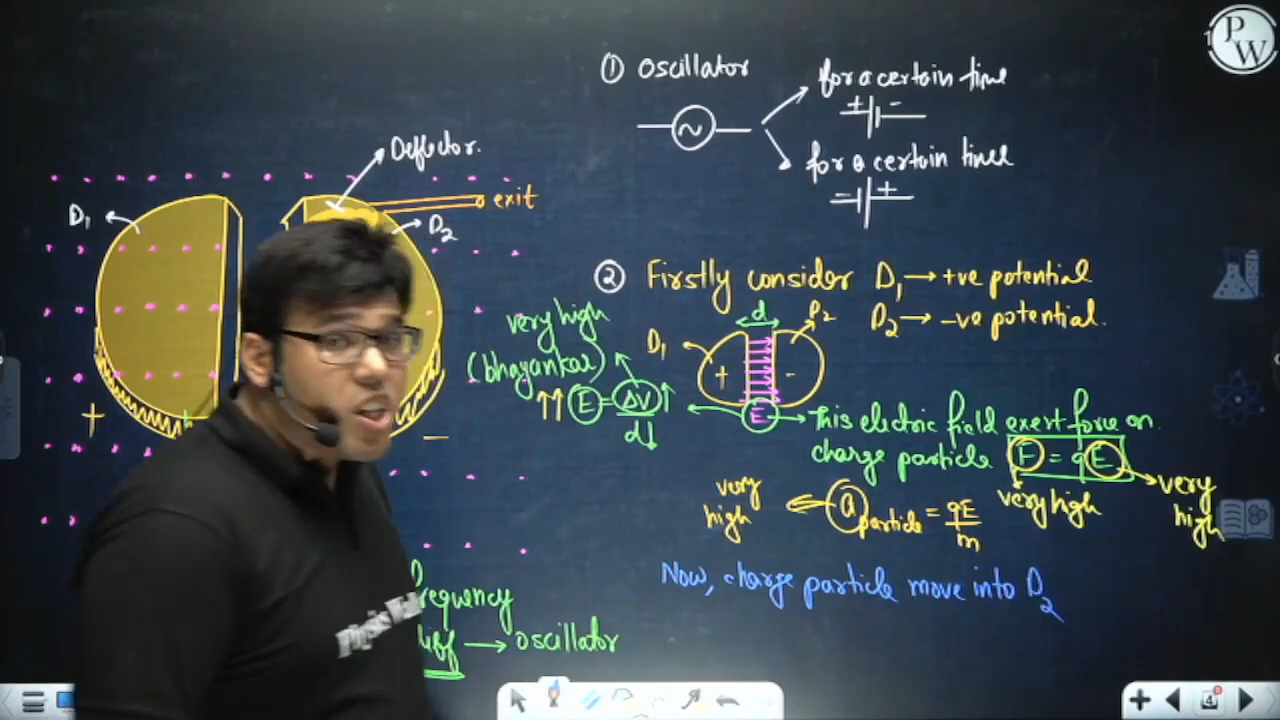 PW
① Oscillator
for a certain time
+ -
for a certain time
- +
Deflector.
exit
D₁
D₂
+
-
② Firstly consider D₁ → +ve potential
D₂ → -ve potential.
very high
(bhayankar)
↑↑ E = ΔV ↑
d↓
d
D₁
D₂
+ -
E
This electric field exert force on
charge particle F = qE
very high
very
high
very
high
a particle = qE
m
Now, charge particle move into D₂
frequency
→ oscillator
4